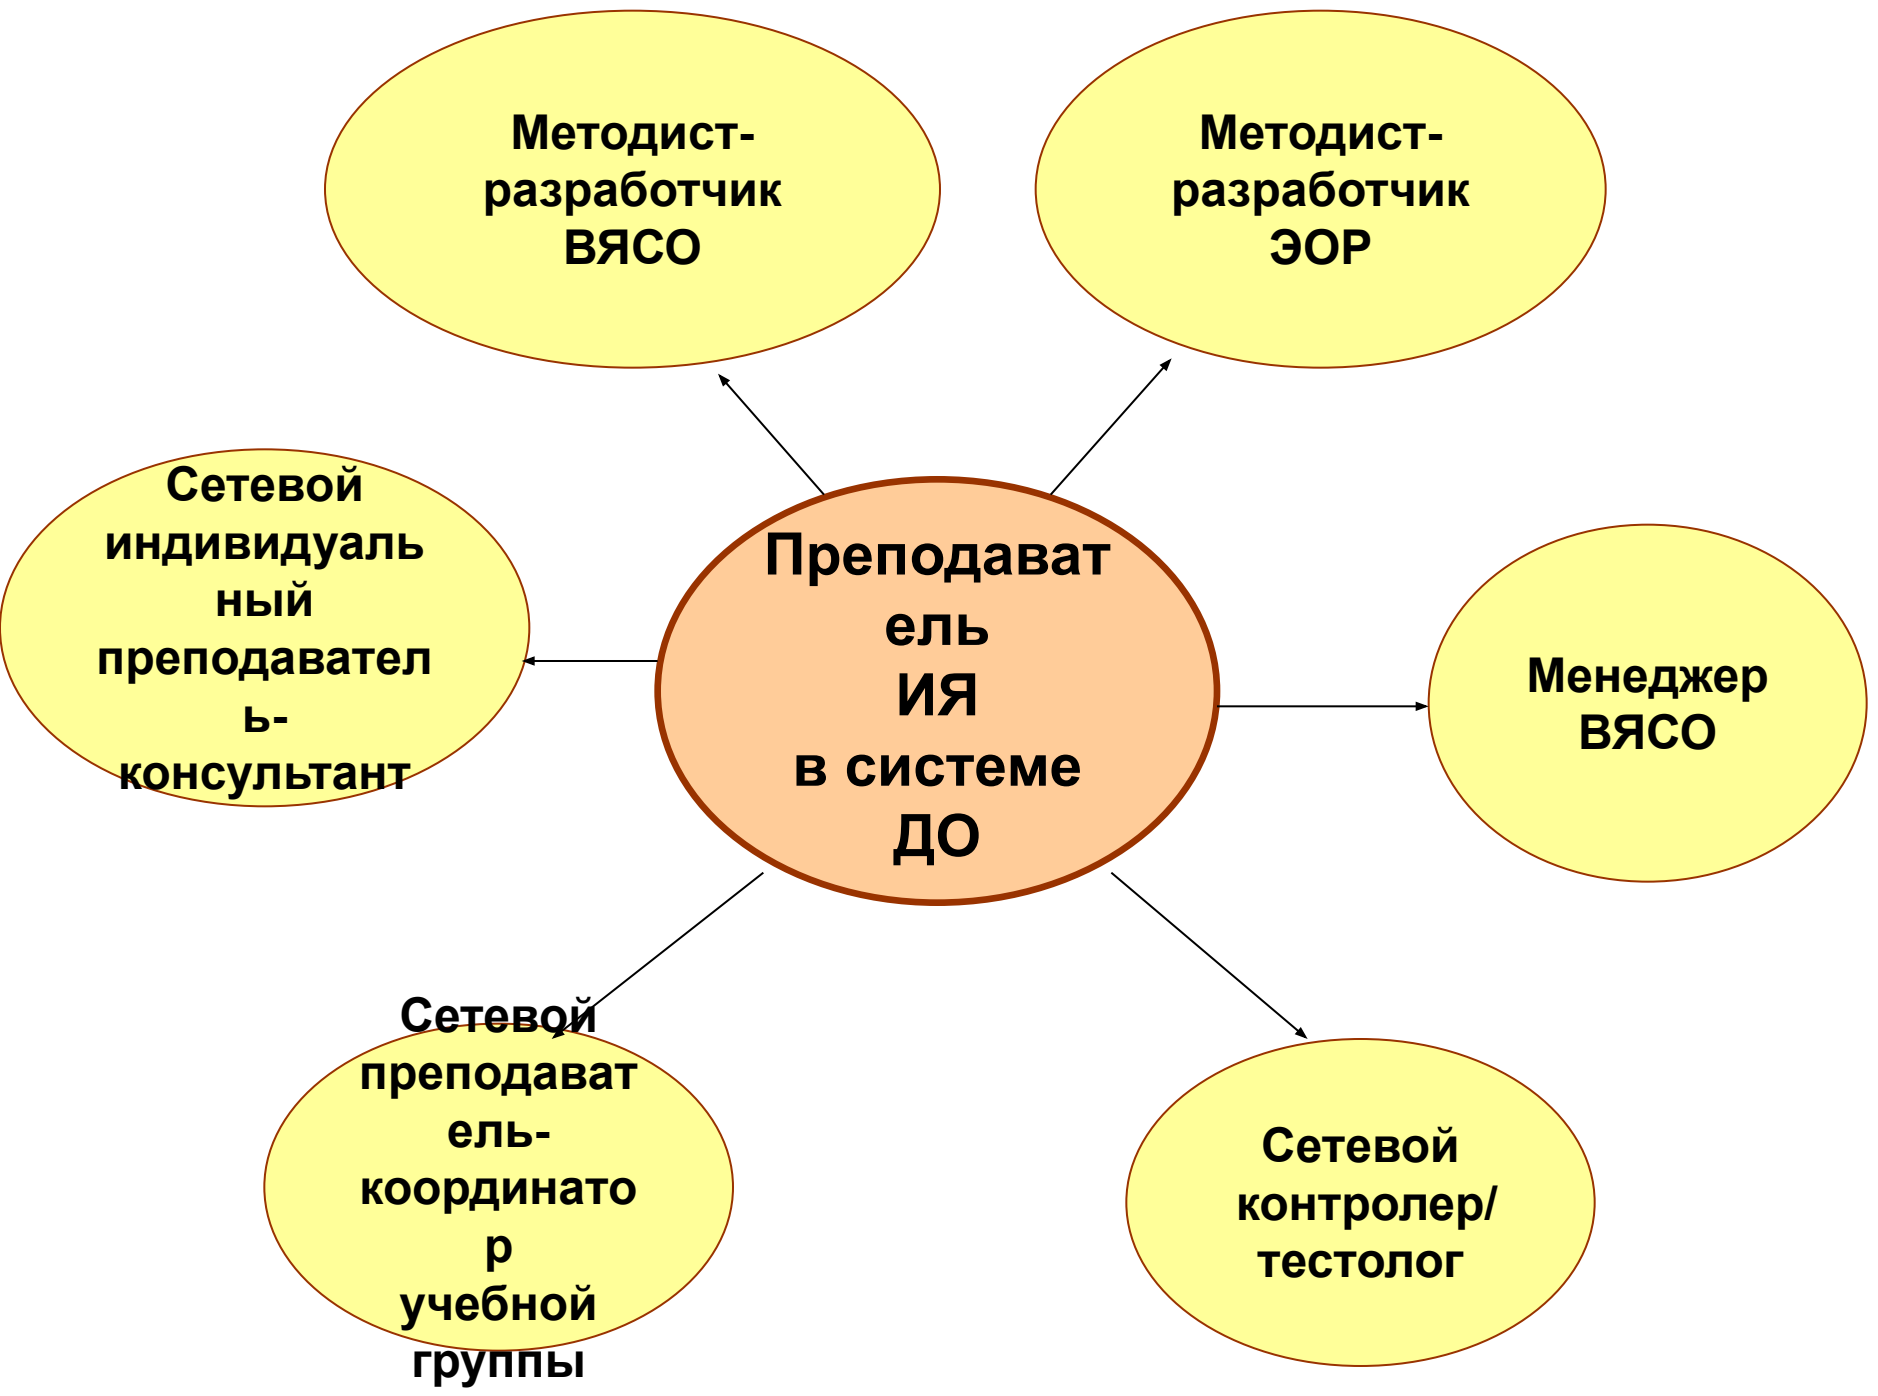 Методист-
разработчик
ВЯСО
Методист-
разработчик
ЭОР
Сетевой
индивидуаль
ный
преподавател
ь-
консультант
Преподават
ель
ИЯ
в системе
ДО
Менеджер
ВЯСО
Сетевой
преподават
ель-
координато
р
учебной
группы
Сетевой
контролер/
тестолог